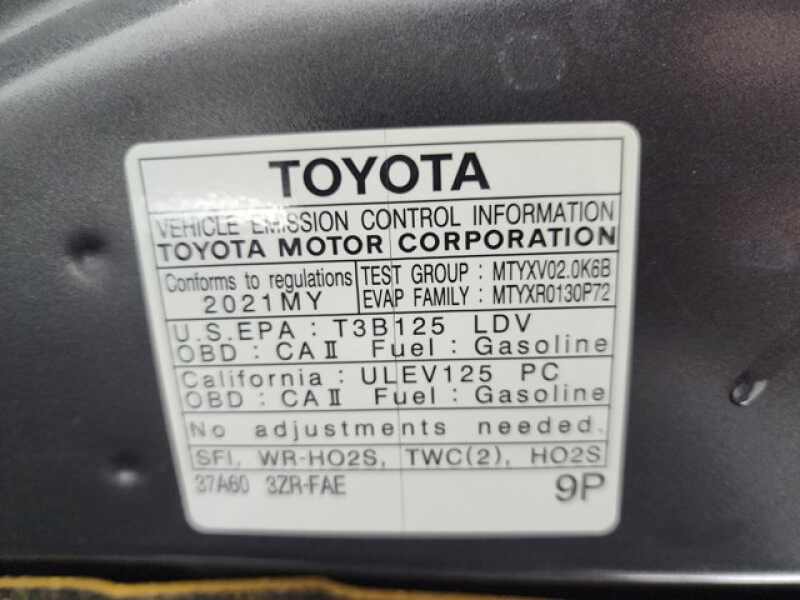 TOYOTA
VEHICLE EMISSION CONTROL INFORMATION
TOYOTA MOTOR CORPORATION
Conforms to regulations
2021MY
TEST GROUP : MTYXV02.0K6B
EVAP FAMILY : MTYXR0130P72
U.S.EPA : T3B125 LDV
OBD : CAⅡ Fuel : Gasoline
California : ULEV125 PC
OBD : CAⅡ Fuel : Gasoline
No adjustments needed.
SFI, WR-HO2S, TWC(2), HO2S
37A60 3ZR-FAE 9P